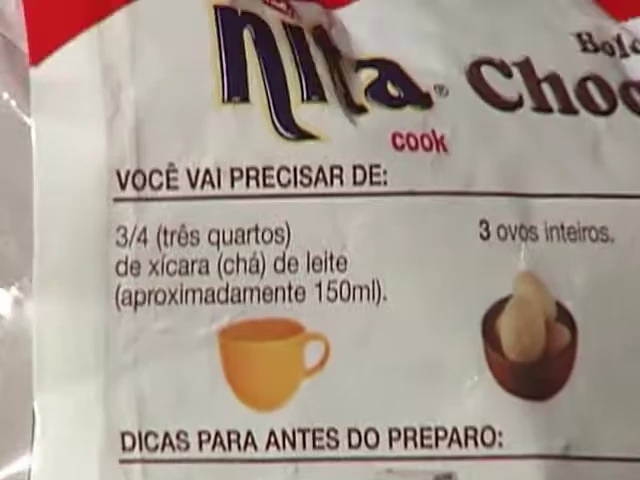 Nita® Bolo
cook Choc
VOCÊ VAI PRECISAR DE:
3/4 (três quartos)
de xícara (chá) de leite
(aproximadamente 150ml).
3 ovos inteiros.
DICAS PARA ANTES DO PREPARO: